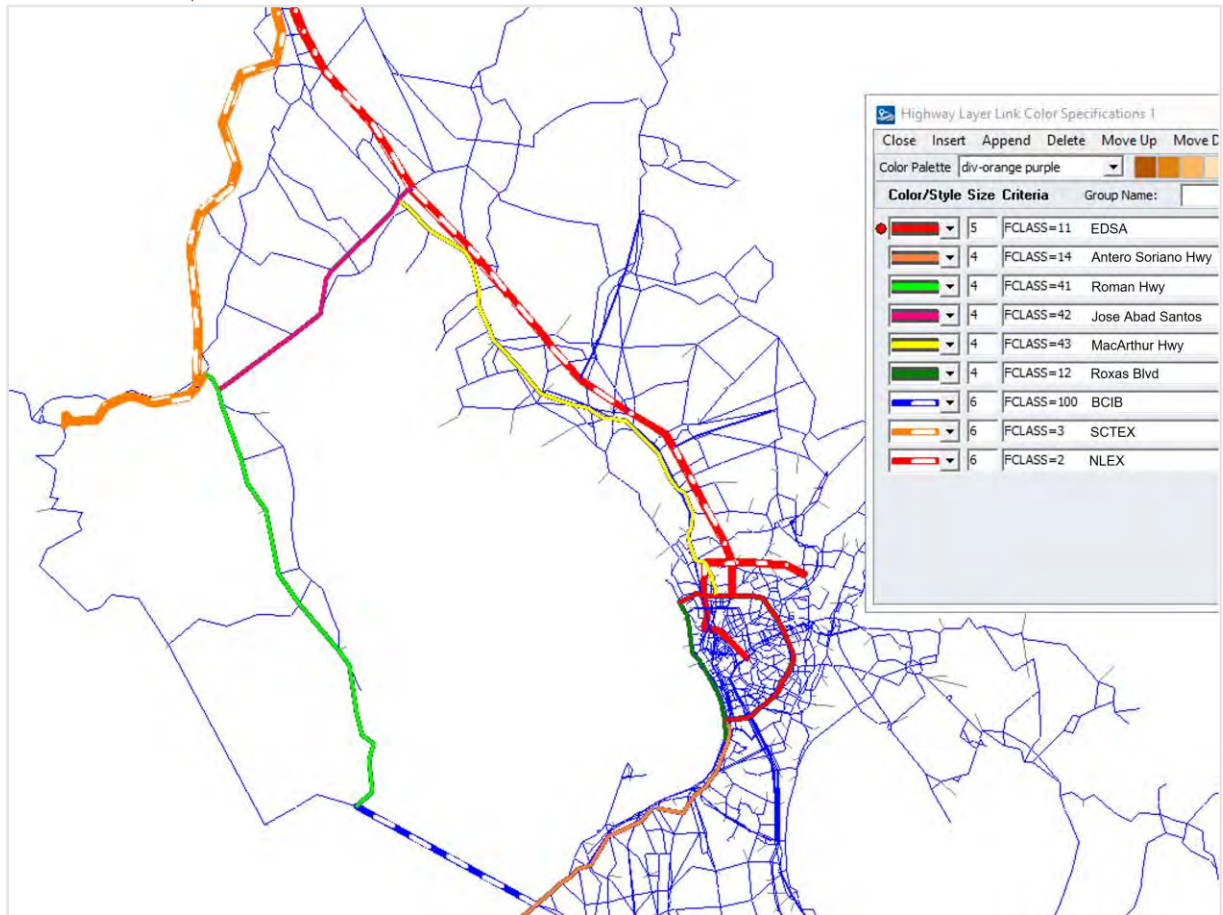 Highway Layer Link Color Specifications 1
Close Insert Append Delete Move Up Move D
Color Palette div-orange purple
Color/Style Size Criteria Group Name:
5 FCLASS=11 EDSA
4 FCLASS=14 Antero Soriano Hwy
4 FCLASS=41 Roman Hwy
4 FCLASS=42 Jose Abad Santos
4 FCLASS=43 MacArthur Hwy
4 FCLASS=12 Roxas Blvd
6 FCLASS=100 BCIB
6 FCLASS=3 SCTEX
6 FCLASS=2 NLEX